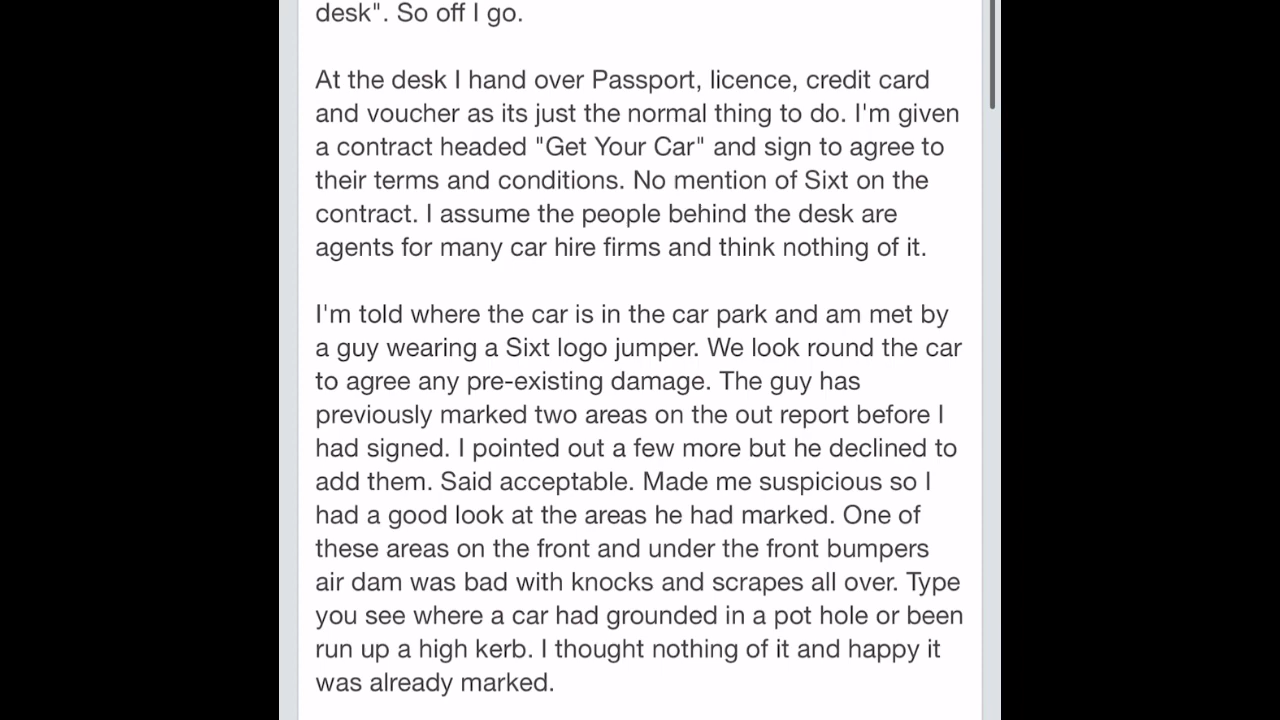 desk". So off I go.
At the desk I hand over Passport, licence, credit card
and voucher as its just the normal thing to do. I'm given
a contract headed "Get Your Car" and sign to agree to
their terms and conditions. No mention of Sixt on the
contract. I assume the people behind the desk are
agents for many car hire firms and think nothing of it.
I'm told where the car is in the car park and am met by
a guy wearing a Sixt logo jumper. We look round the car
to agree any pre-existing damage. The guy has
previously marked two areas on the out report before I
had signed. I pointed out a few more but he declined to
add them. Said acceptable. Made me suspicious so I
had a good look at the areas he had marked. One of
these areas on the front and under the front bumpers
air dam was bad with knocks and scrapes all over. Type
you see where a car had grounded in a pot hole or been
run up a high kerb. I thought nothing of it and happy it
was already marked.